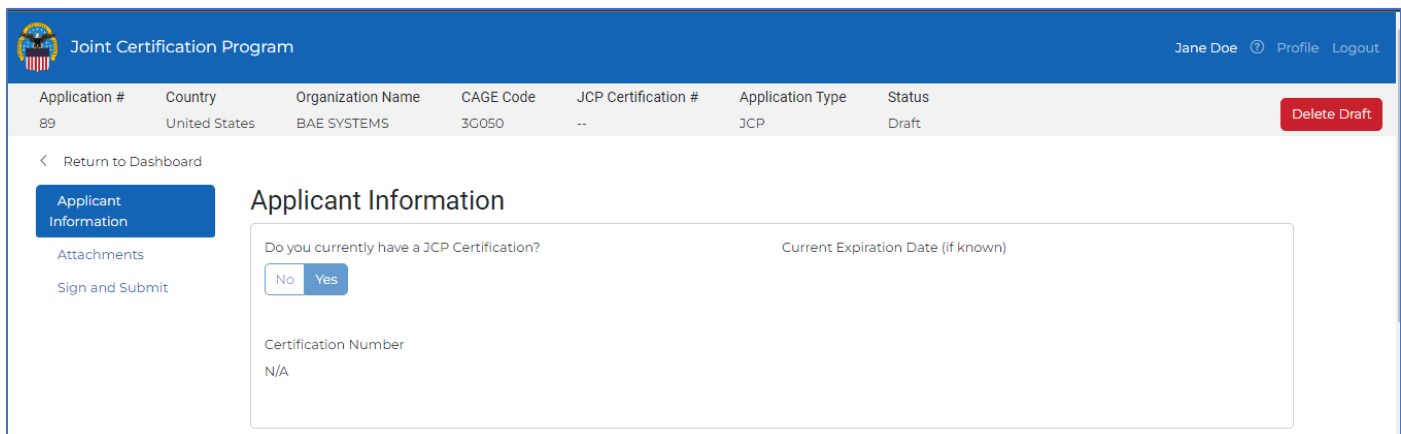 Joint Certification Program
Jane Doe ? Profile Logout
Application # Country Organization Name CAGE Code JCP Certification # Application Type Status
89 United States BAE SYSTEMS 3G050 -- JCP Draft
Delete Draft
< Return to Dashboard
Applicant
Information
Attachments
Sign and Submit
Applicant Information
Do you currently have a JCP Certification? Current Expiration Date (if known)
No Yes
Certification Number
N/A